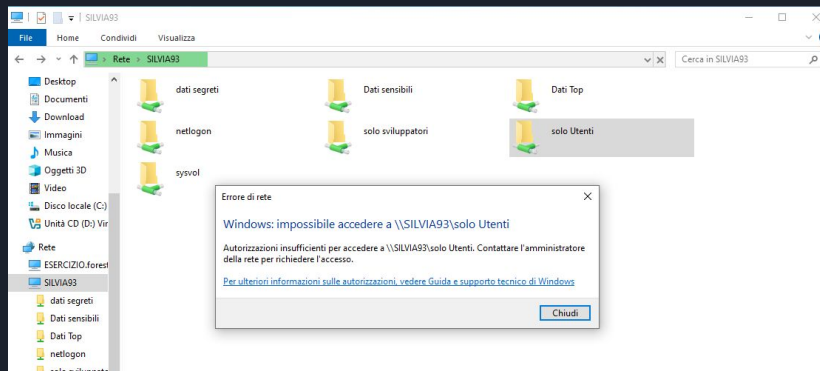 SILVIA93
File Home Condividi Visualizza
Rete > SILVIA93
Cerca in SILVIA93
Desktop
Documenti
Download
Immagini
Musica
Oggetti 3D
Video
Disco locale (C:)
Unità CD (D:) Vir
Rete
ESERCIZIO.forest
SILVIA93
dati segreti
Dati sensibili
Dati Top
netlogon
dati segreti
Dati sensibili
Dati Top
netlogon
solo sviluppatori
solo Utenti
sysvol
Errore di rete
Windows: impossibile accedere a \\SILVIA93\solo Utenti
Autorizzazioni insufficienti per accedere a \\SILVIA93\solo Utenti. Contattare l'amministratore
della rete per richiedere l'accesso.
Per ulteriori informazioni sulle autorizzazioni, vedere Guida e supporto tecnico di Windows
Chiudi